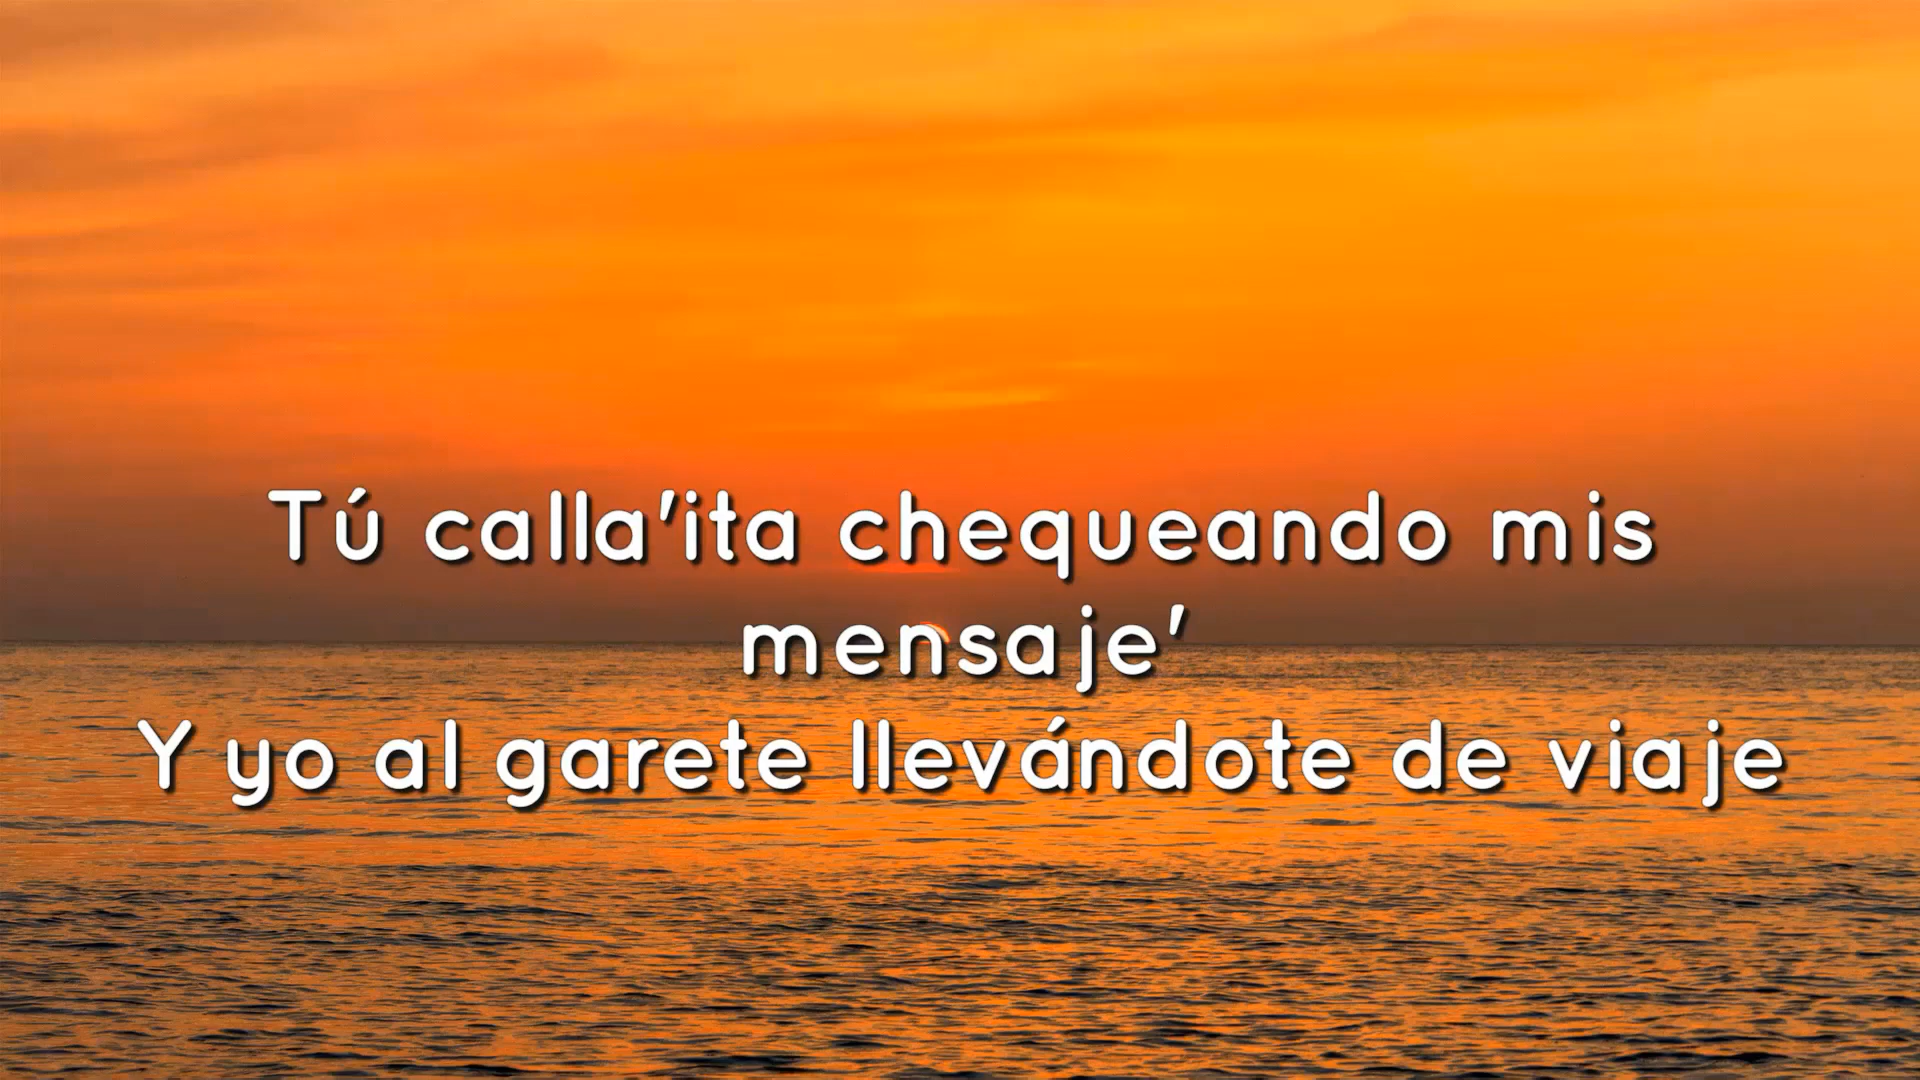 Tú calla'ita chequeando mis
mensaje'
Y yo al garete llevándote de viaje